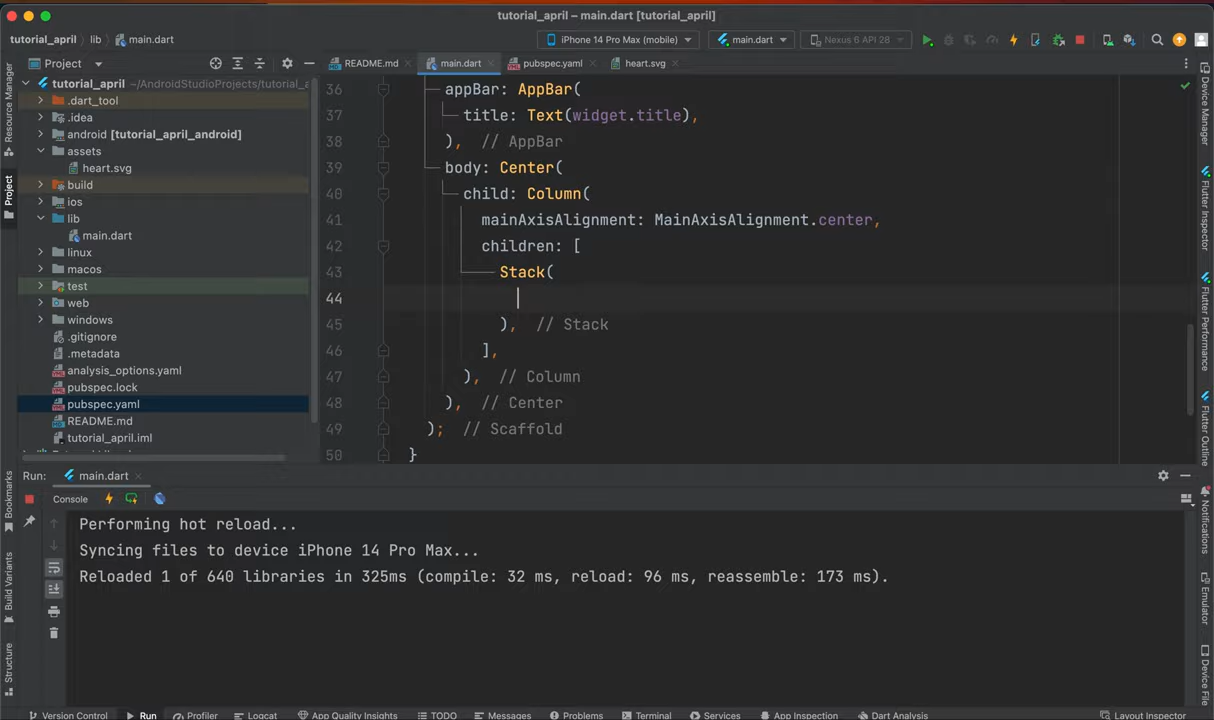 tutorial_april – main.dart [tutorial_april]
tutorial_april lib main.dart
iPhone 14 Pro Max (mobile) main.dart Nexus 6 API 28
Project README.md main.dart pubspec.yaml heart.svg
tutorial_april ~/AndroidStudioProjects/tutorial_a
.dart_tool
.idea
android [tutorial_april_android]
assets
heart.svg
build
ios
lib
main.dart
linux
macos
test
web
windows
.gitignore
.metadata
analysis_options.yaml
pubspec.lock
pubspec.yaml
README.md
tutorial_april.iml
36 appBar: AppBar(
37 title: Text(widget.title),
38 ), // AppBar
39 body: Center(
40 child: Column(
41 mainAxisAlignment: MainAxisAlignment.center,
42 children: [
43 Stack(
44
45 ), // Stack
46 ],
47 ), // Column
48 ), // Center
49 ); // Scaffold
50 }
Run: main.dart
Console
Performing hot reload...
Syncing files to device iPhone 14 Pro Max...
Reloaded 1 of 640 libraries in 325ms (compile: 32 ms, reload: 96 ms, reassemble: 173 ms).
Version Control Run Profiler Logcat App Quality Insights TODO Messages Problems Terminal Services App Inspection Dart Analysis Layout Inspector
Resource Manager
Project
Bookmarks
Build Variants
Structure
Device Manager
Flutter Inspector
Flutter Performance
Flutter Outline
Notifications
Emulator
Device File